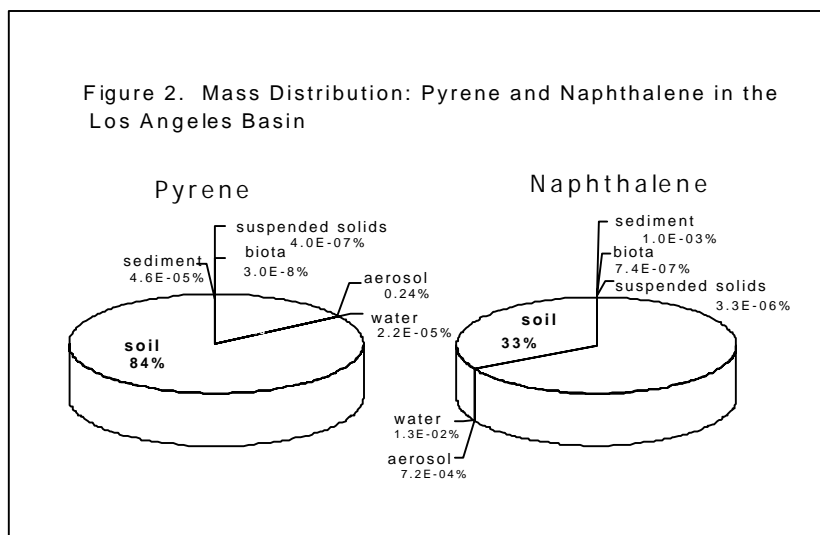 Figure 2. Mass Distribution: Pyrene and Naphthalene in the
Los Angeles Basin
Pyrene
suspended solids
4.0E-07%
biota
3.0E-8%
sediment
4.6E-05%
aerosol
0.24%
water
2.2E-05%
soil
84%
Naphthalene
sediment
1.0E-03%
biota
7.4E-07%
suspended solids
3.3E-06%
soil
33%
water
1.3E-02%
aerosol
7.2E-04%